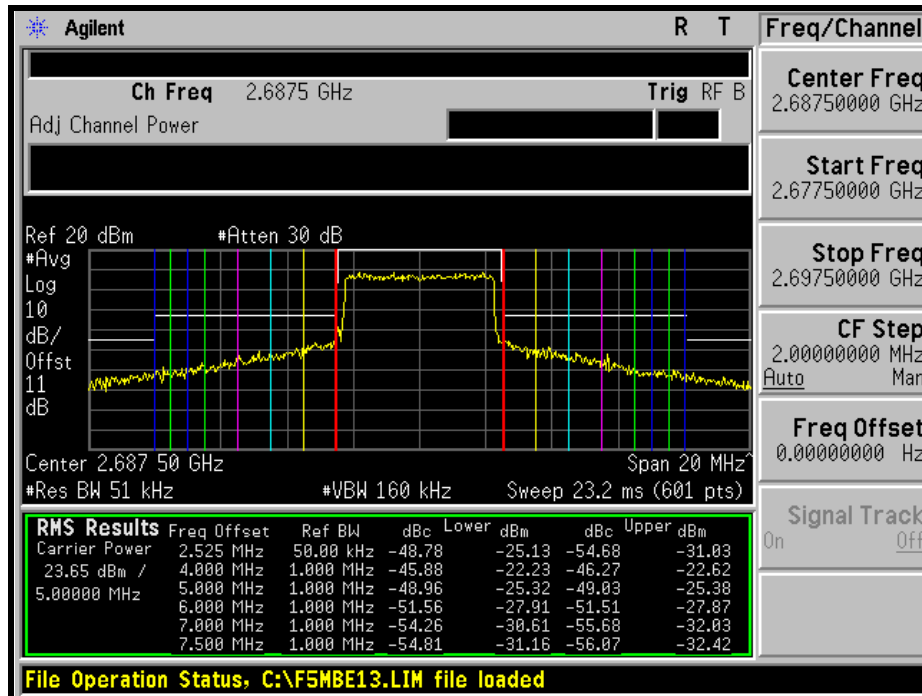 Agilent R T Freq/Channel
Ch Freq 2.6875 GHz Trig RF B
Adj Channel Power
Center Freq
2.68750000 GHz
Start Freq
2.67750000 GHz
Stop Freq
2.69750000 GHz
CF Step
2.00000000 MHz
Auto Man
Freq Offset
0.00000000 Hz
Signal Track
On Off
Ref 20 dBm #Atten 30 dB
#Avg
Log
10
dB/
Offst
11
dB
Center 2.687 50 GHz Span 20 MHz^
#Res BW 51 kHz #VBW 160 kHz Sweep 23.2 ms (601 pts)
RMS Results Freq Offset Ref BW dBc Lower dBm dBc Upper dBm
Carrier Power 2.525 MHz 50.00 kHz -48.78 -25.13 -54.68 -31.03
23.65 dBm / 4.000 MHz 1.000 MHz -45.88 -22.23 -46.27 -22.62
5.00000 MHz 5.000 MHz 1.000 MHz -48.96 -25.32 -49.03 -25.38
6.000 MHz 1.000 MHz -51.56 -27.91 -51.51 -27.87
7.000 MHz 1.000 MHz -54.26 -30.61 -55.68 -32.03
7.500 MHz 1.000 MHz -54.81 -31.16 -56.07 -32.42
File Operation Status, C:\F5MBE13.LIM file loaded